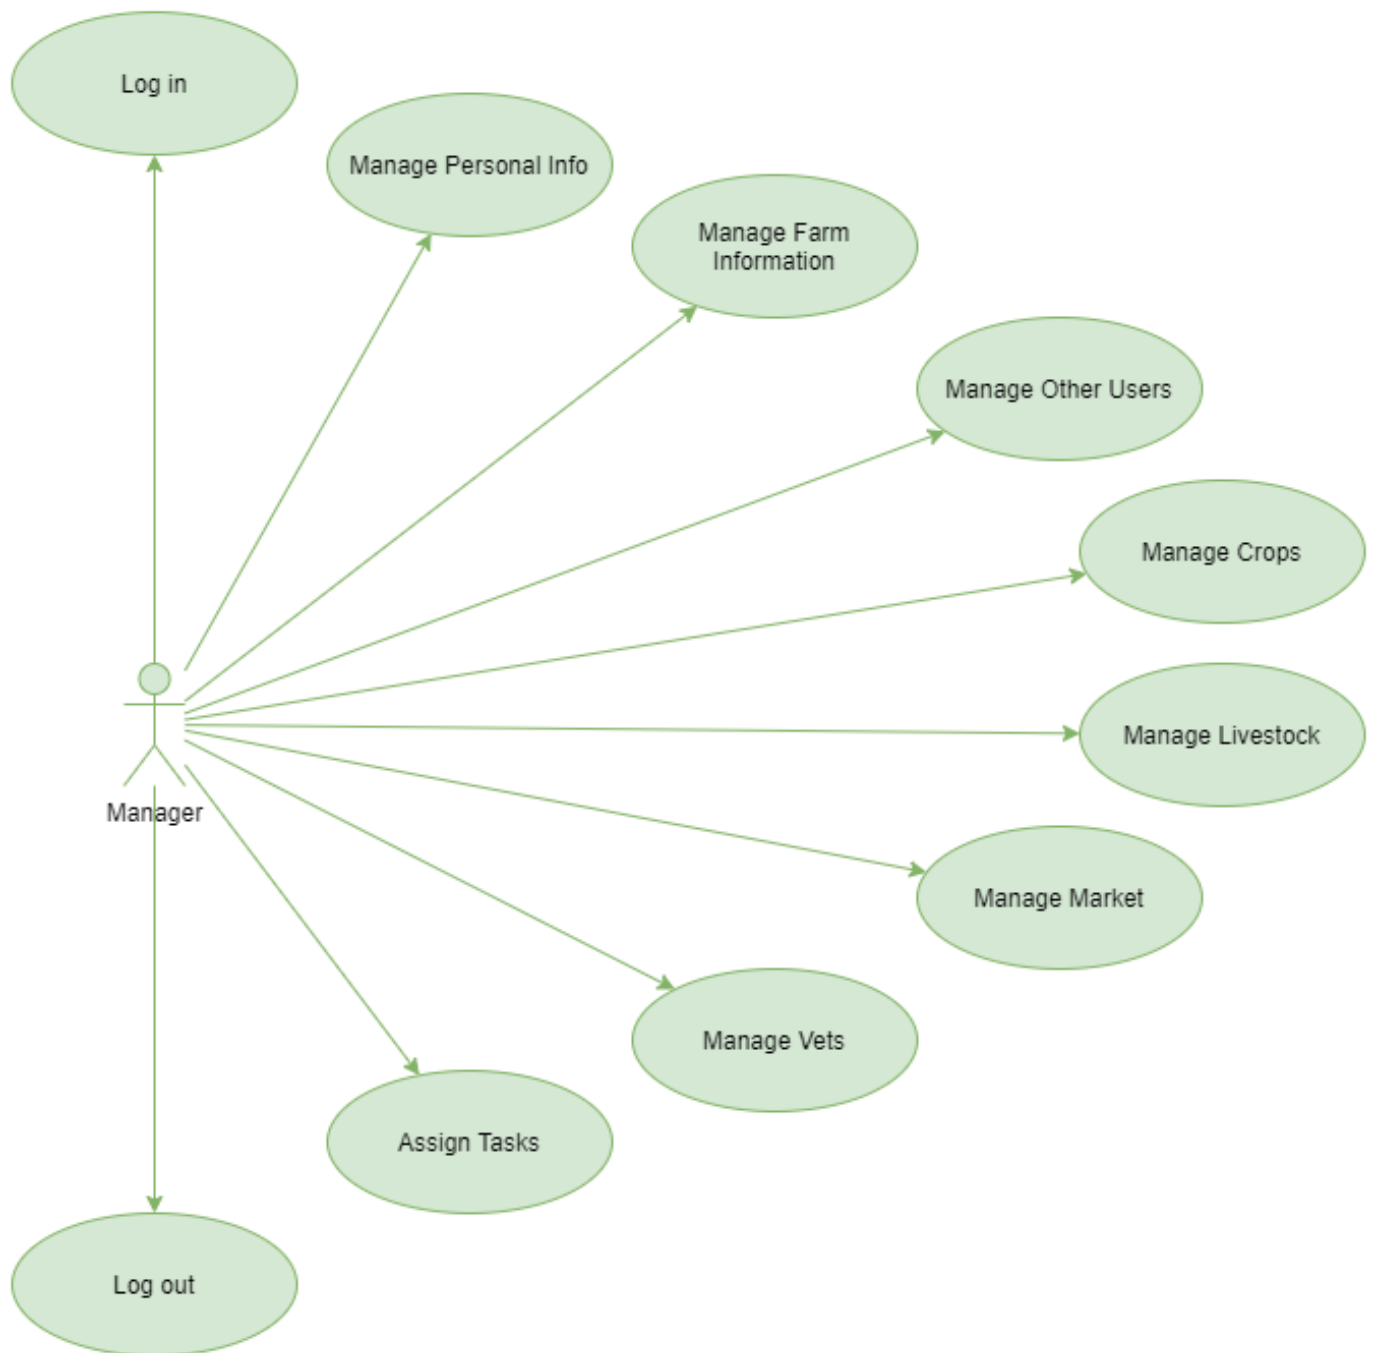 Log in
Manage Personal Info
Manage Farm
Information
Manage Other Users
Manage Crops
Manage Livestock
Manager
Manage Market
Manage Vets
Assign Tasks
Log out